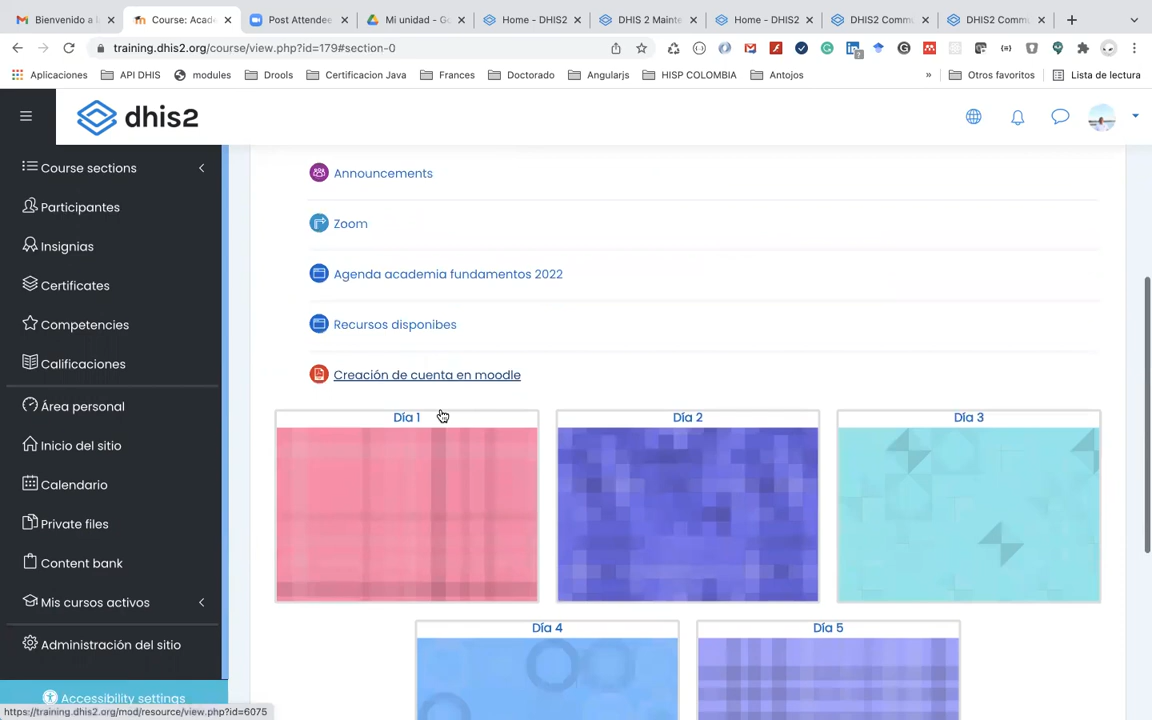 Bienvenido a l
Course: Acad
Post Attendee
Mi unidad - Go
Home - DHIS2
DHIS 2 Mainte
Home - DHIS2
DHIS2 Commu
DHIS2 Commu
training.dhis2.org/course/view.php?id=179#section-0
Aplicaciones
API DHIS
modules
Drools
Certificacion Java
Frances
Doctorado
Angularjs
HISP COLOMBIA
Antojos
»
Otros favoritos
Lista de lectura
dhis2
Course sections
Participantes
Insignias
Certificates
Competencies
Calificaciones
Área personal
Inicio del sitio
Calendario
Private files
Content bank
Mis cursos activos
Administración del sitio
Accessibility settings
https://training.dhis2.org/mod/resource/view.php?id=6075
Announcements
Zoom
Agenda academia fundamentos 2022
Recursos disponibes
Creación de cuenta en moodle
Día 1
Día 2
Día 3
Día 4
Día 5